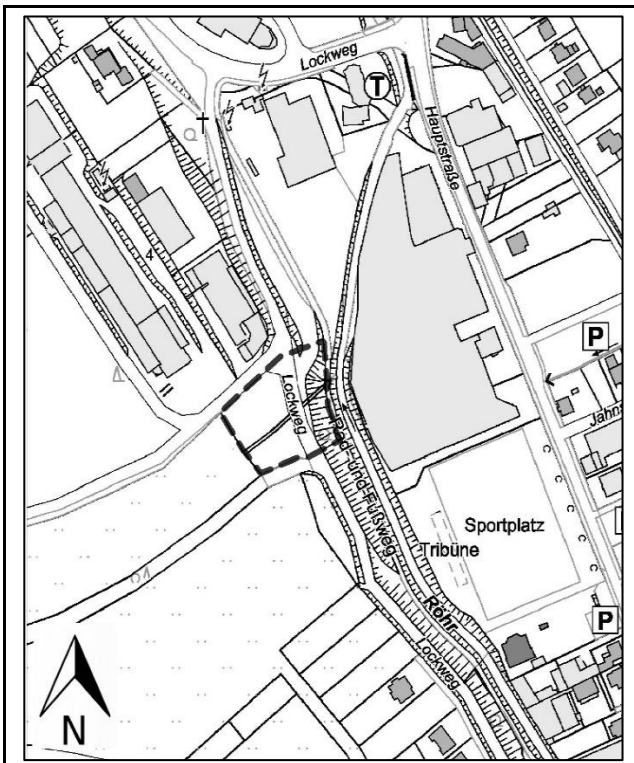 Lockweg
T
Hauptstraße
4
P
Lockweg
Jahns
Rad- und Fußweg
Sportplatz
Tribüne
Röhr
P
Lockweg
N